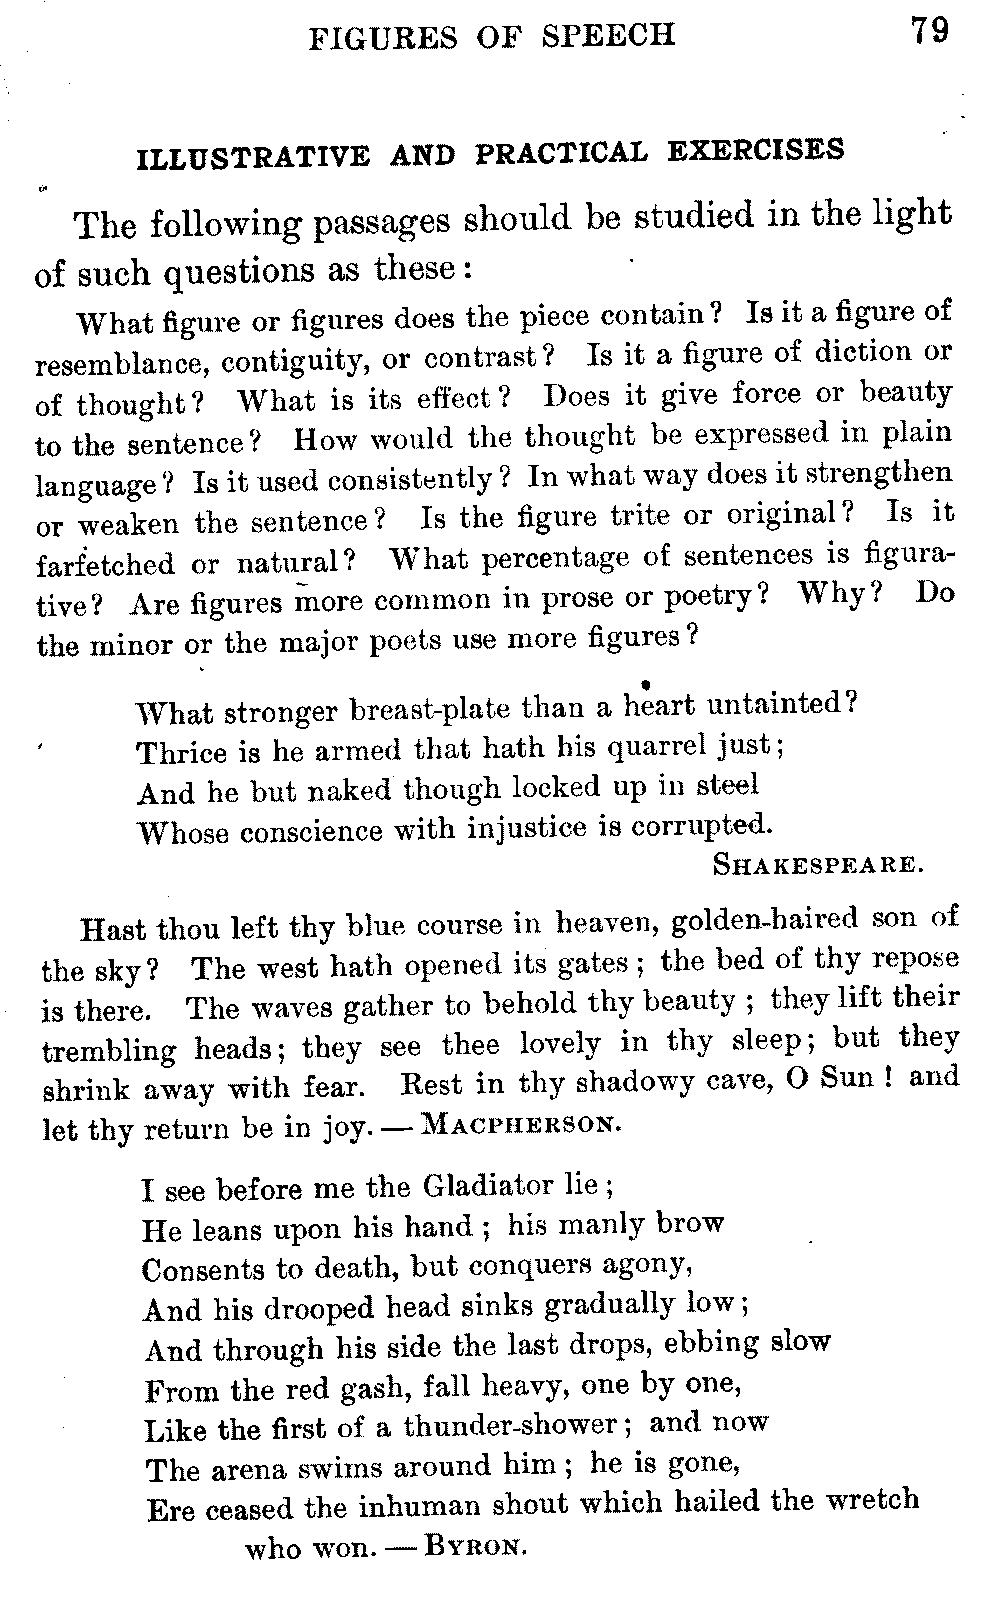 FIGURES OF SPEECH 79
ILLUSTRATIVE AND PRACTICAL EXERCISES
The following passages should be studied in the light
of such questions as these:
What figure or figures does the piece contain? Is it a figure of
resemblance, contiguity, or contrast? Is it a figure of diction or
of thought? What is its effect? Does it give force or beauty
to the sentence? How would the thought be expressed in plain
language? Is it used consistently? In what way does it strengthen
or weaken the sentence? Is the figure trite or original? Is it
farfetched or natural? What percentage of sentences is figura-
tive? Are figures more common in prose or poetry? Why? Do
the minor or the major poets use more figures?
What stronger breast-plate than a heart untainted?
Thrice is he armed that hath his quarrel just;
And he but naked though locked up in steel
Whose conscience with injustice is corrupted.
SHAKESPEARE.
Hast thou left thy blue course in heaven, golden-haired son of
the sky? The west hath opened its gates; the bed of thy repose
is there. The waves gather to behold thy beauty; they lift their
trembling heads; they see thee lovely in thy sleep; but they
shrink away with fear. Rest in thy shadowy cave, O Sun! and
let thy return be in joy. — MACPHERSON.
I see before me the Gladiator lie;
He leans upon his hand; his manly brow
Consents to death, but conquers agony,
And his drooped head sinks gradually low;
And through his side the last drops, ebbing slow
From the red gash, fall heavy, one by one,
Like the first of a thunder-shower; and now
The arena swims around him; he is gone,
Ere ceased the inhuman shout which hailed the wretch
who won. — BYRON.